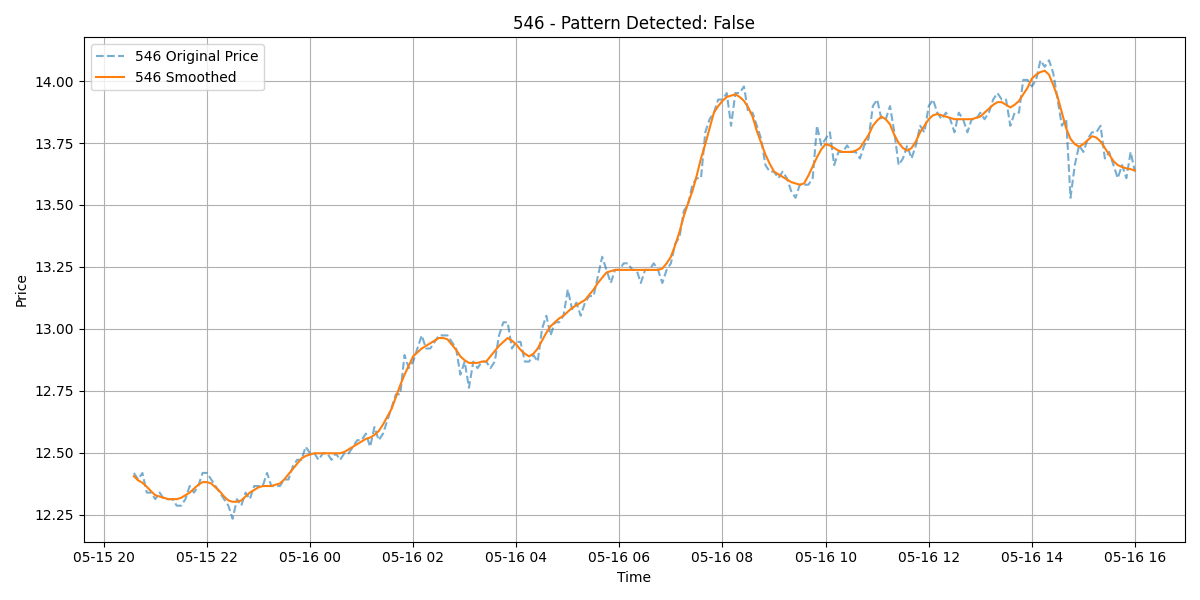 546 - Pattern Detected: False
546 Original Price
546 Smoothed
Price
14.00
13.75
13.50
13.25
13.00
12.75
12.50
12.25
05-15 20 05-15 22 05-16 00 05-16 02 05-16 04 05-16 06 05-16 08 05-16 10 05-16 12 05-16 14 05-16 16
Time